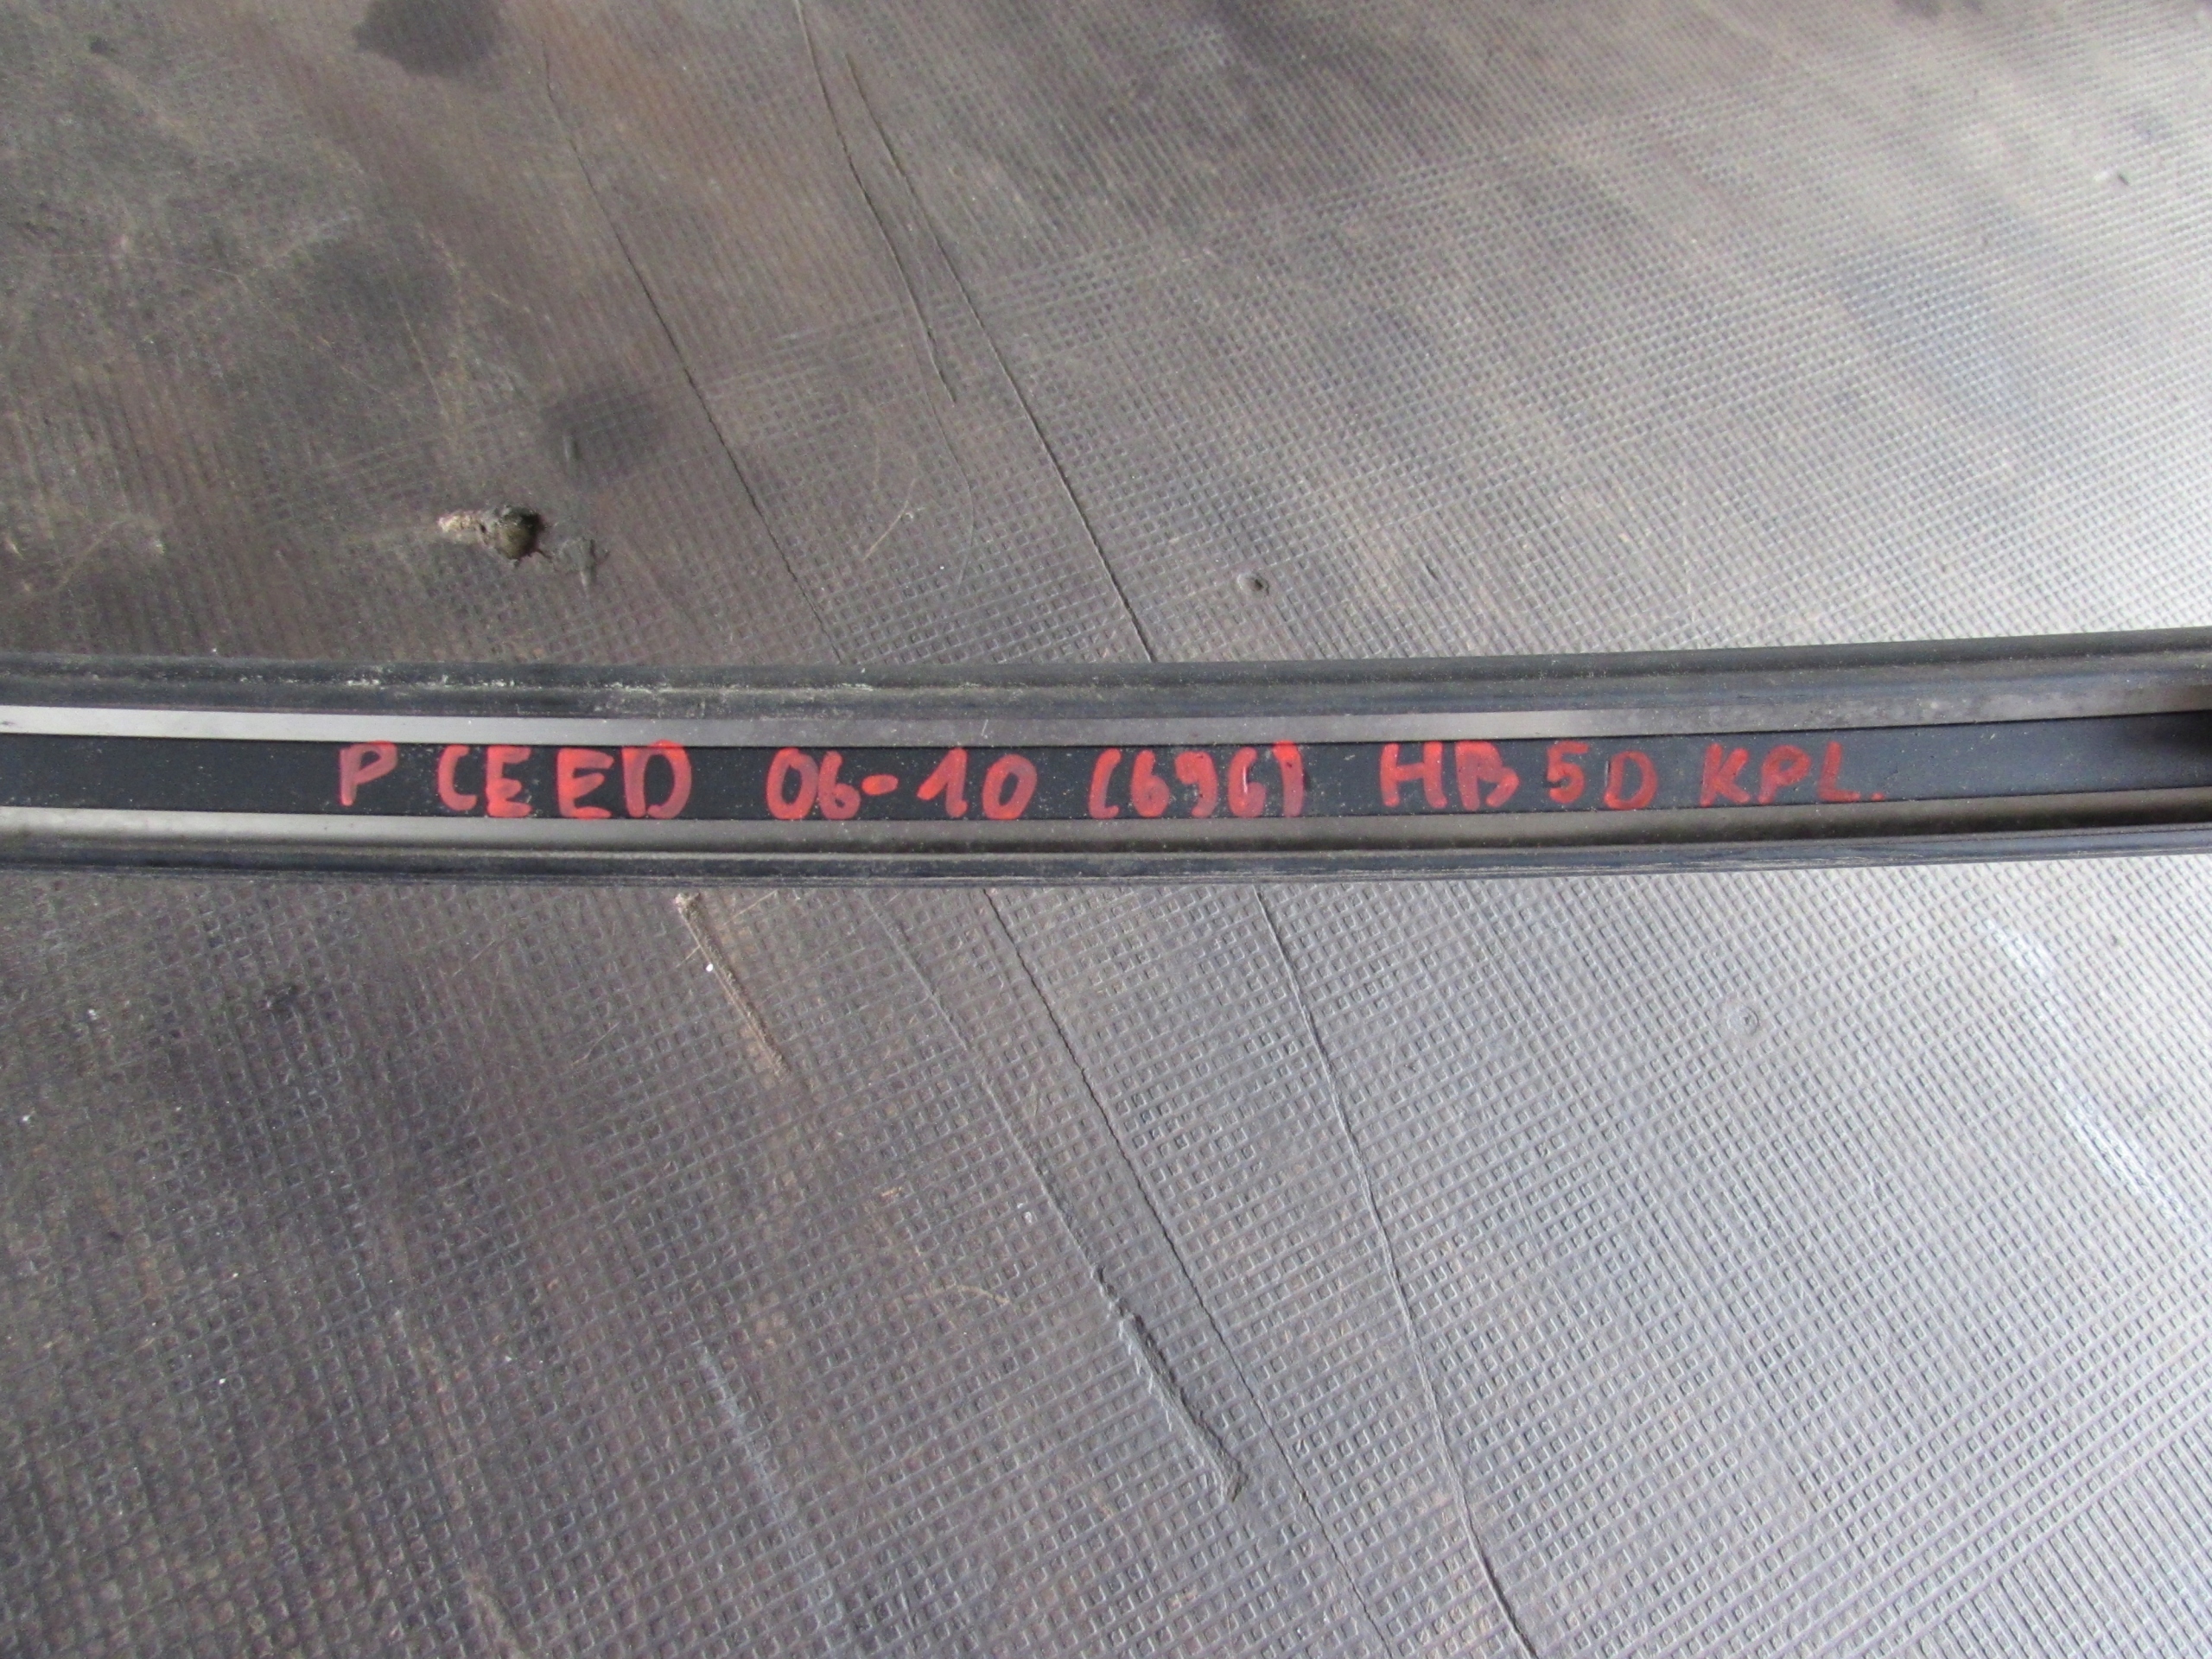 P CEED 06-10 (696) HB 5D KPL.